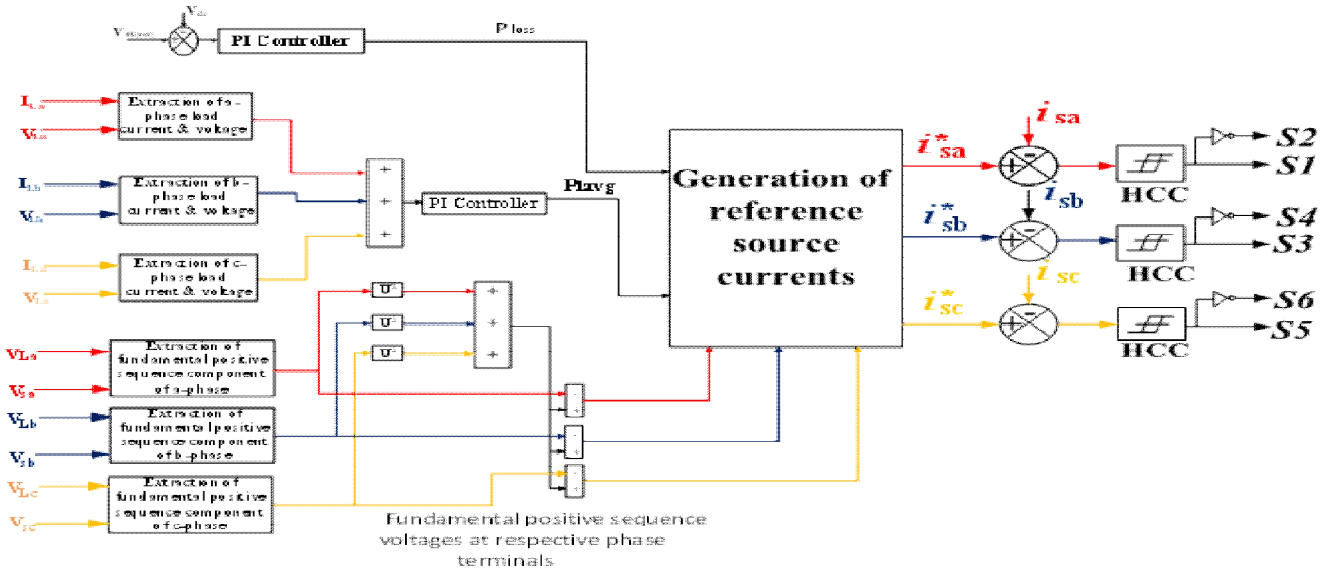 PI Controller
P loss
Extraction of a-
phase load
current & voltage
Extraction of b-
phase load
current & voltage
Extraction of c-
phase load
current & voltage
+
+
+
PI Controller
Plavg
Generation of
reference
source
currents
i*sa
isa
+
-
HCC
S2
S1
i*sb
isb
+
-
HCC
S4
S3
i*sc
isc
+
-
HCC
S6
S5
+
+
+
VLa
Vsa
Extraction of
fundamental positive
sequence component
of a-phase
VLb
Vsb
Extraction of
fundamental positive
sequence component
of b-phase
VLc
Vsc
Extraction of
fundamental positive
sequence component
of c-phase
Fundamental positive sequence
voltages at respective phase
terminals